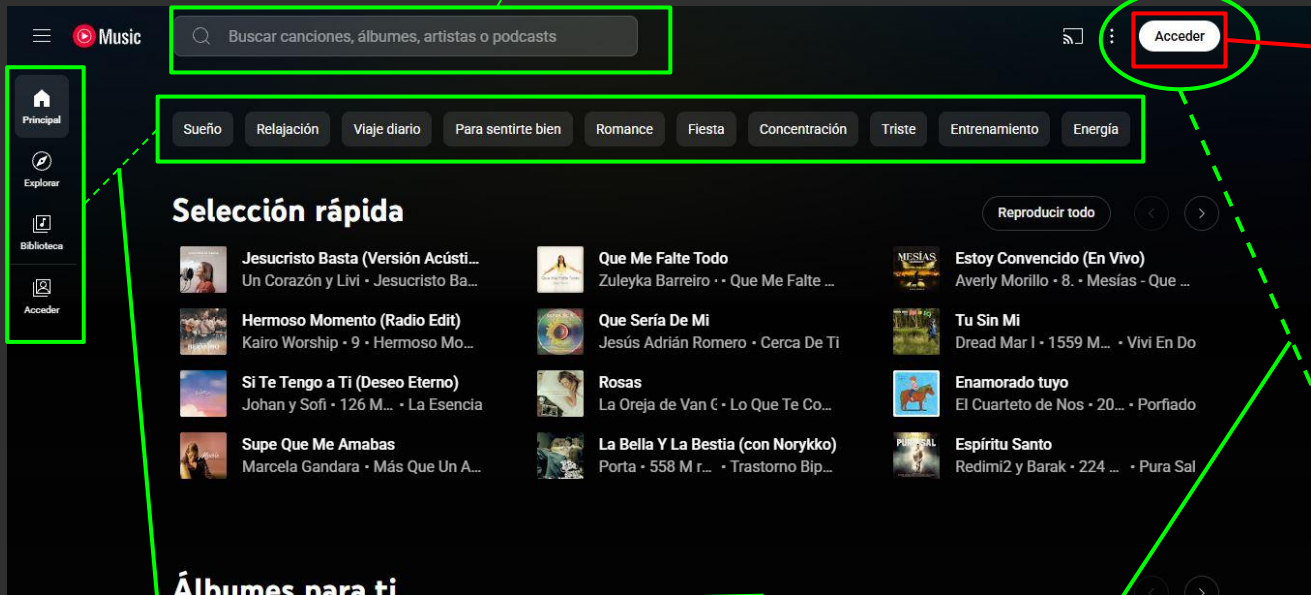 Music
Buscar canciones, álbumes, artistas o podcasts
Acceder
Principal
Explorar
Biblioteca
Acceder
Sueño
Relajación
Viaje diario
Para sentirte bien
Romance
Fiesta
Concentración
Triste
Entrenamiento
Energía
Selección rápida
Reproducir todo
Jesucristo Basta (Versión Acústi...
Un Corazón y Livi • Jesucristo Ba...
Que Me Falte Todo
Zuleyka Barreiro • • Que Me Falte ...
MESÍAS
Estoy Convencido (En Vivo)
Averly Morillo • 8. • Mesías - Que ...
Hermoso Momento (Radio Edit)
Kairo Worship • 9 • Hermoso Mo...
Que Sería De Mi
Jesús Adrián Romero • Cerca De Ti
Tu Sin Mi
Dread Mar I • 1559 M... • Vivi En Do
Si Te Tengo a Ti (Deseo Eterno)
Johan y Sofi • 126 M... • La Esencia
Rosas
La Oreja de Van G • Lo Que Te Co...
Enamorado tuyo
El Cuarteto de Nos • 20... • Porfiado
Supe Que Me Amabas
Marcela Gandara • Más Que Un A...
La Bella Y La Bestia (con Norykko)
Porta • 558 M r... • Trastorno Bip...
Espíritu Santo
Redimi2 y Barak • 224 ... • Pura Sal
Álbumes para ti